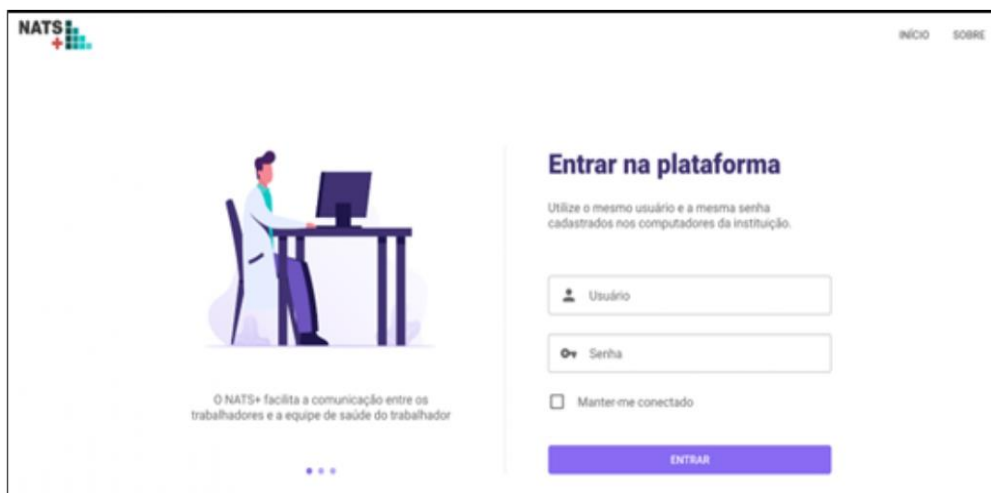 NATS
+
INÍCIO SOBRE
Entrar na plataforma
Utilize o mesmo usuário e a mesma senha
cadastrados nos computadores da instituição.
Usuário
Senha
Manter-me conectado
ENTRAR
O NATS+ facilita a comunicação entre os
trabalhadores e a equipe de saúde do trabalhador